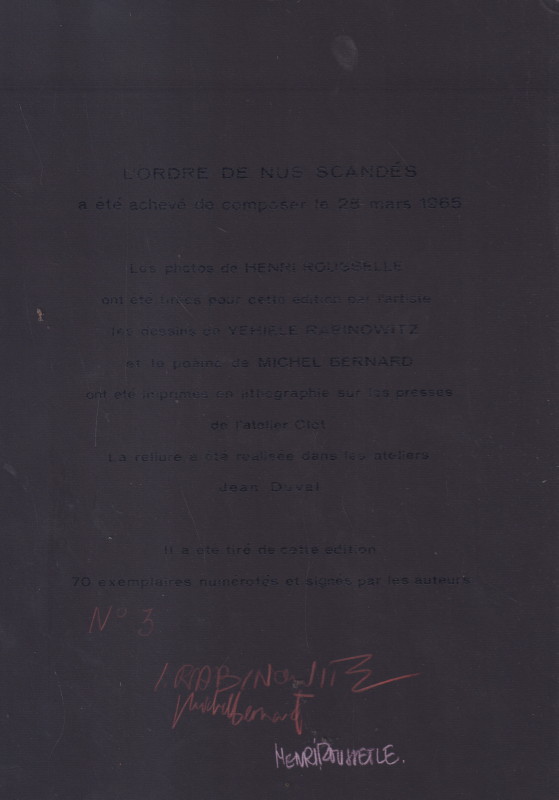 L'ORDRE DE NUS SCANDÉS
a été achevé de composer le 28 mars 1965
Les photos de HENRI ROUSSELLE
ont été tirées pour cette édition par l'artiste
les dessins de YEHIELE RABINOWITZ
et le poème de MICHEL BERNARD
ont été imprimés en lithographie sur les presses
de l'atelier Clot
La reliure a été réalisée dans les ateliers
Jean Duval
Il a été tiré de cette édition
70 exemplaires numérotés et signés par les auteurs
N° 3
RABINOWITZ
Michel Bernard
HENRI ROUSSELLE.